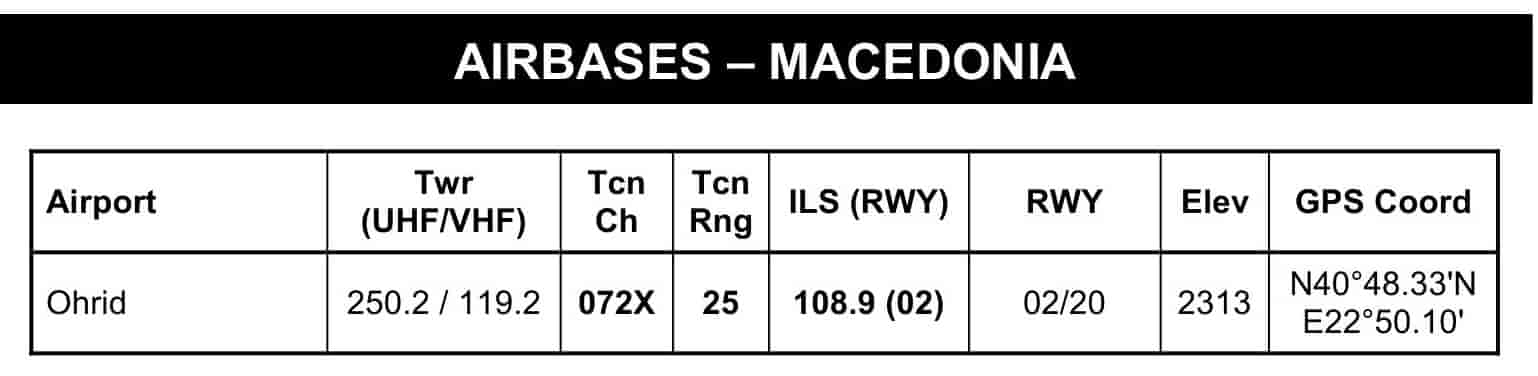 AIRBASES – MACEDONIA
Airport Twr (UHF/VHF) Tcn Ch Tcn Rng ILS (RWY) RWY Elev GPS Coord
Ohrid 250.2 / 119.2 072X 25 108.9 (02) 02/20 2313 N40°48.33'N E22°50.10'